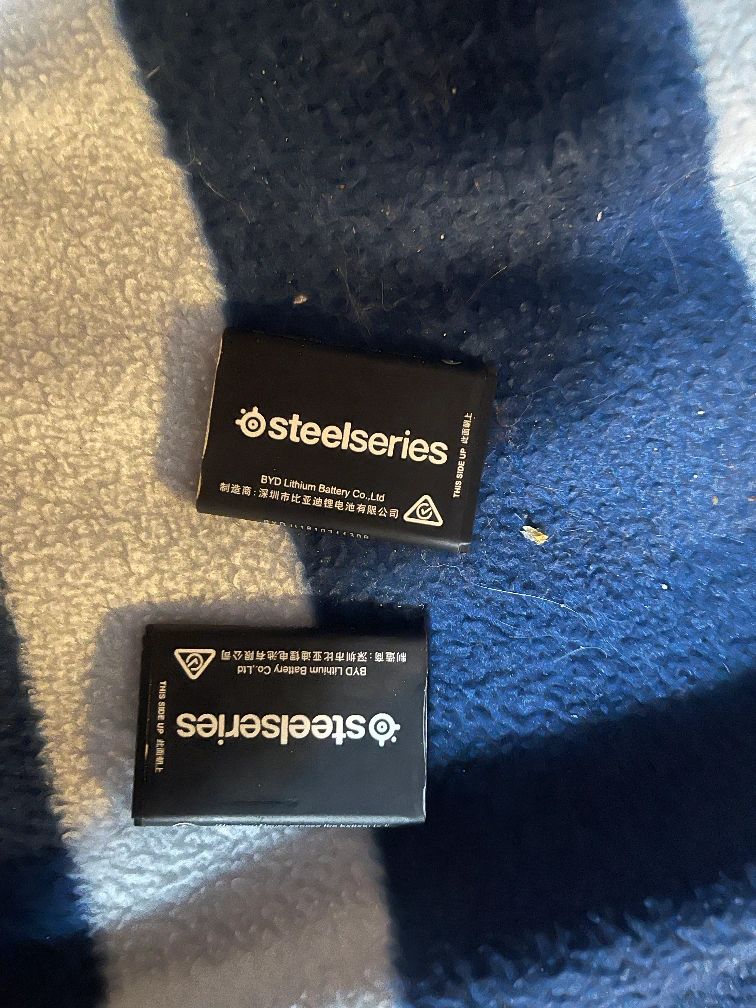 steelseries
BYD Lithium Battery Co.,Ltd
制造商:深圳市比亚迪锂电池有限公司
THIS SIDE UP 此面朝上
steelseries
BYD Lithium Battery Co.,Ltd
制造商:深圳市比亚迪锂电池有限公司
THIS SIDE UP 此面朝上